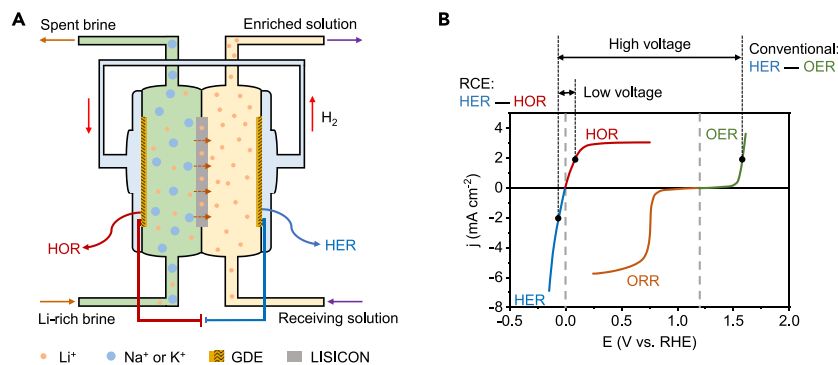 A
Spent brine
Enriched solution
H₂
HOR
HER
Li-rich brine
Receiving solution
Li⁺
Na⁺ or K⁺
GDE
LISICON
B
High voltage
Conventional:
HER — OER
RCE:
HER — HOR
Low voltage
HOR
OER
ORR
HER
j (mA cm⁻²)
4
2
0
-2
-4
-6
-8
-0.5
0.0
0.5
1.0
1.5
2.0
E (V vs. RHE)